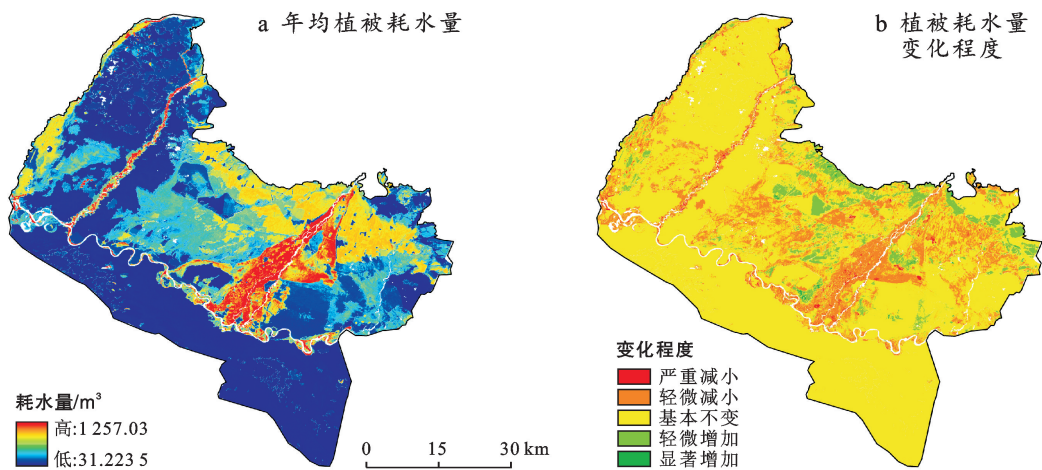 a 年均植被耗水量
b 植被耗水量
变化程度
耗水量/m³
高:1 257.03
低:31.223 5
0 15 30 km
变化程度
严重减小
轻微减小
基本不变
轻微增加
显著增加